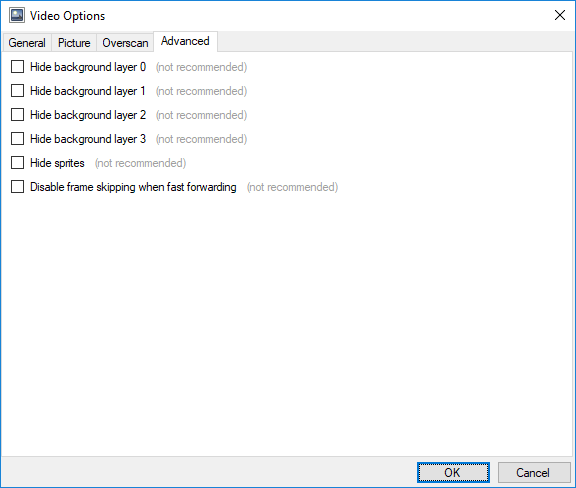 Video Options
General Picture Overscan Advanced
Hide background layer 0 (not recommended)
Hide background layer 1 (not recommended)
Hide background layer 2 (not recommended)
Hide background layer 3 (not recommended)
Hide sprites (not recommended)
Disable frame skipping when fast forwarding (not recommended)
OK Cancel